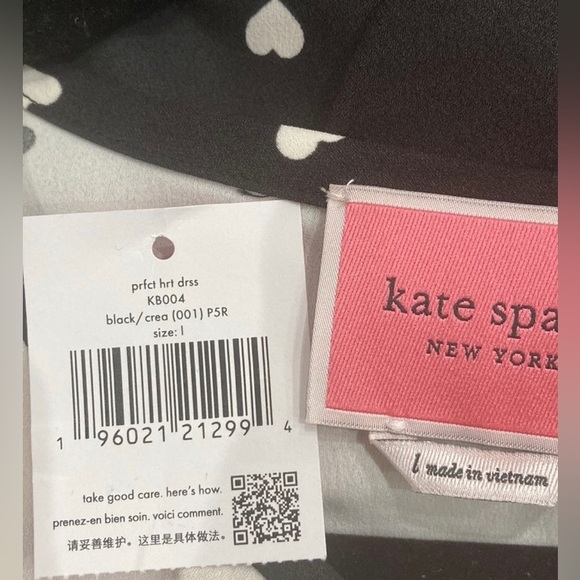 prfct hrt drss
KB004
black/crea (001) P5R
size: l
1 96021 21299 4
take good care. here's how.
prenez-en bien soin. voici comment.
请妥善维护。这里是具体做法。
kate spa
NEW YORK
l made in vietnam